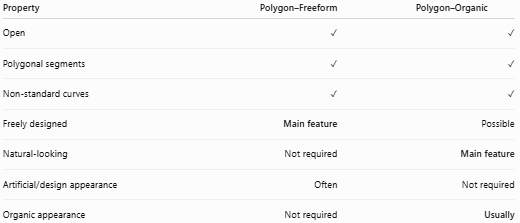 Property Polygon–Freeform Polygon–Organic
Open ✓ ✓
Polygonal segments ✓ ✓
Non-standard curves ✓ ✓
Freely designed Main feature Possible
Natural-looking Not required Main feature
Artificial/design appearance Often Not required
Organic appearance Not required Usually